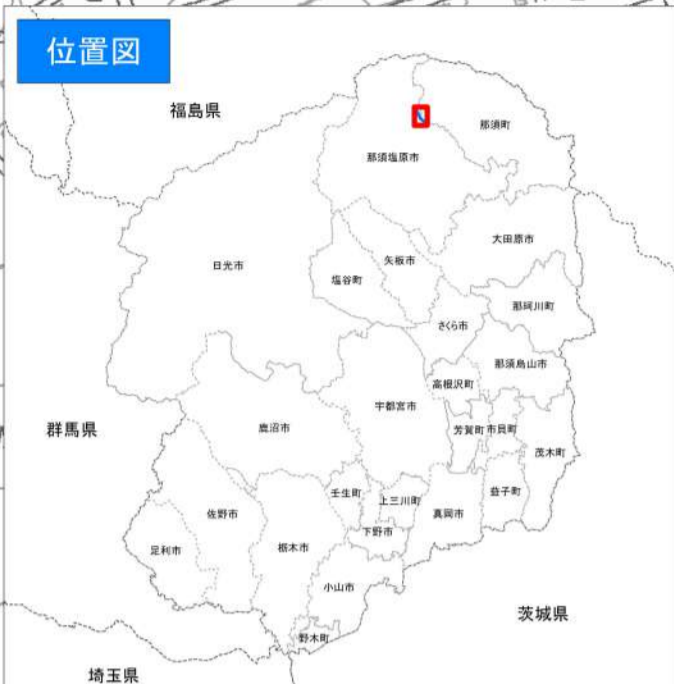 位置図
福島県
那須町
那須塩原市
大田原市
日光市
矢板市
塩谷町
那珂川町
さくら市
那須烏山市
高根沢町
宇都宮市
群馬県
鹿沼市
芳賀町
市貝町
茂木町
壬生町
上三川町
益子町
佐野市
真岡市
下野市
足利市
栃木市
小山市
茨城県
野木町
埼玉県